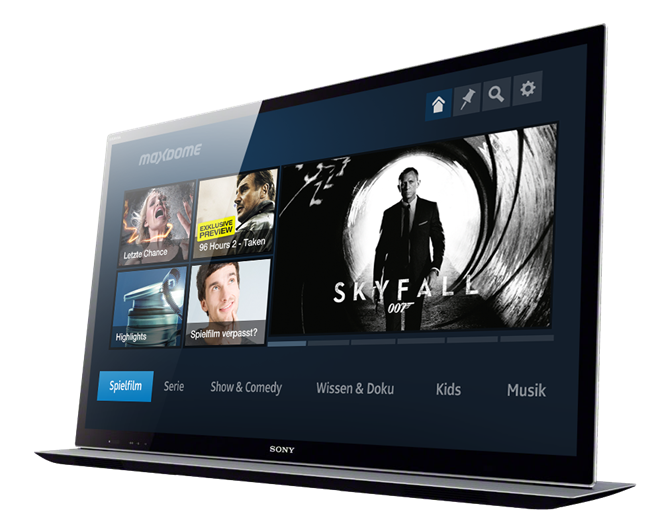 maxdome
Letzte Chance
EXKLUSIVE
PREVIEW
96 Hours 2 - Taken
SKYFALL
007
Highlights
Spielfilm verpasst?
Spielfilm
Serie
Show & Comedy
Wissen & Doku
Kids
Musik
SONY